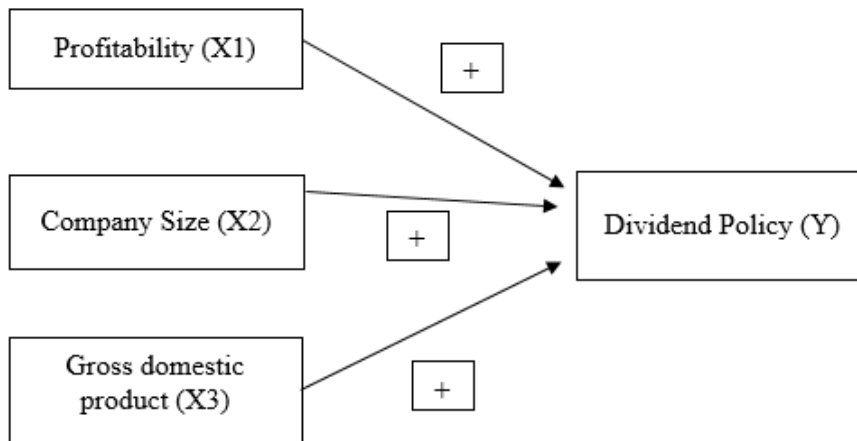 Profitability (X1)
+
Company Size (X2)
+
Dividend Policy (Y)
Gross domestic
product (X3)
+